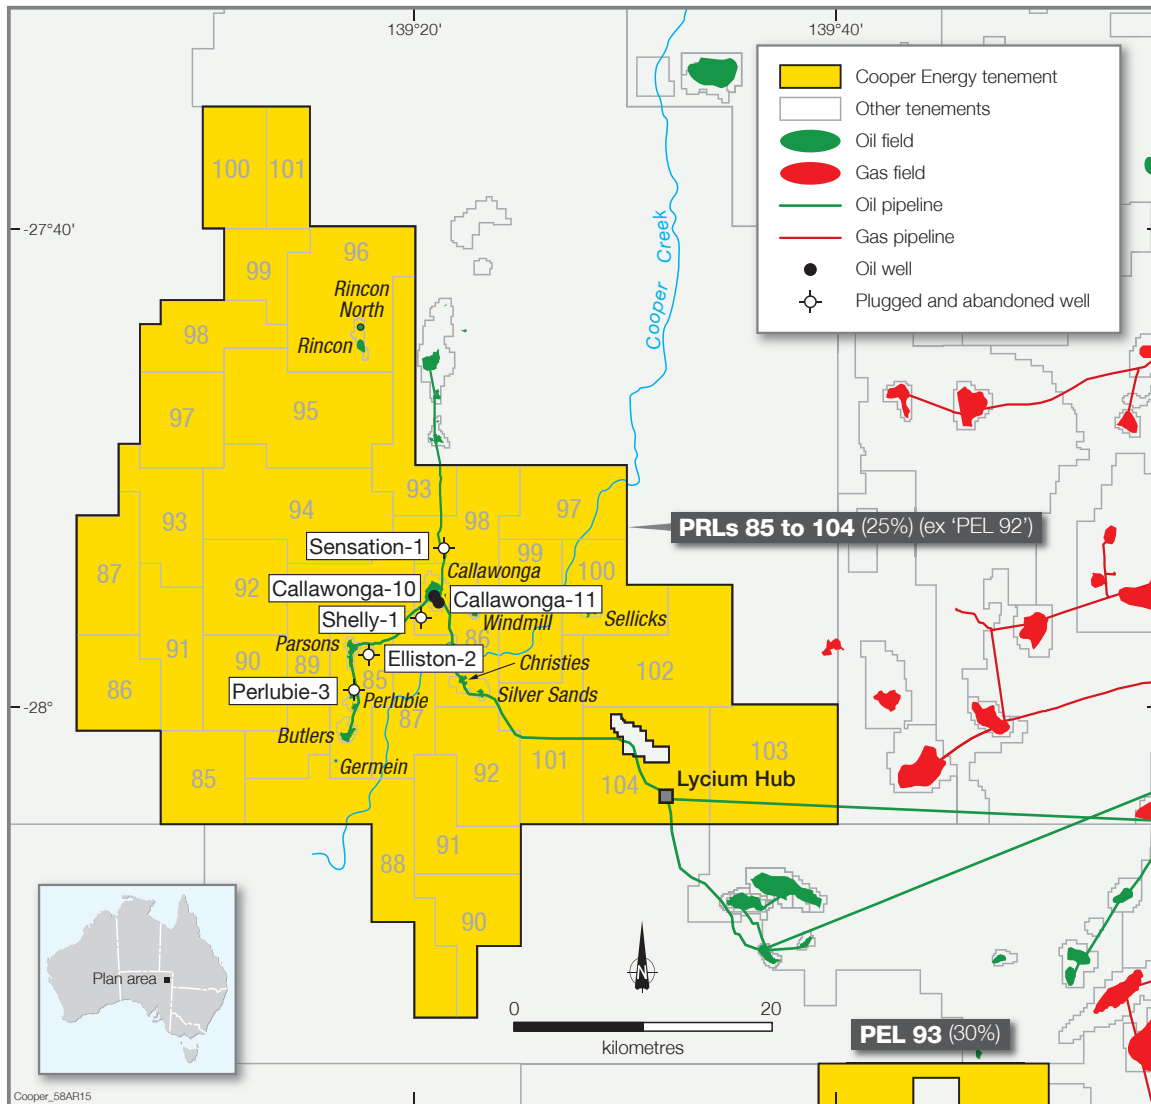 139°20'
139°40'
Cooper Energy tenement
Other tenements
Oil field
Gas field
Oil pipeline
Gas pipeline
Oil well
Plugged and abandoned well
Cooper Creek
-27°40'
100
101
99
96
Rincon
North
Rincon
98
97
95
93
98
97
94
93
PRLs 85 to 104 (25%) (ex ‘PEL 92’)
Sensation-1
99
100
Callawonga
87
92
Callawonga-10
Callawonga-11
Shelly-1
Windmill
Sellicks
86
91
90
89
Parsons
Elliston-2
85
Christies
102
86
Perlubie-3
Perlubie
Silver Sands
-28°
87
Butlers
Germein
85
92
101
104
103
Lycium Hub
91
88
90
Plan area
N
0
20
kilometres
PEL 93 (30%)
Cooper_58AR15